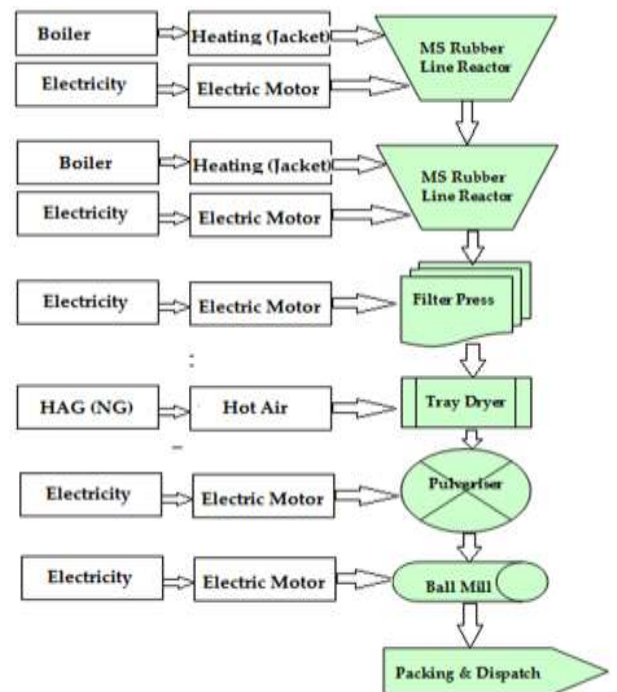 Boiler
Heating (Jacket)
MS Rubber
Line Reactor
Electricity
Electric Motor
Boiler
Heating (Jacket)
MS Rubber
Line Reactor
Electricity
Electric Motor
Electricity
Electric Motor
Filter Press
HAG (NG)
Hot Air
Tray Dryer
Electricity
Electric Motor
Pulveriser
Electricity
Electric Motor
Ball Mill
Packing & Dispatch